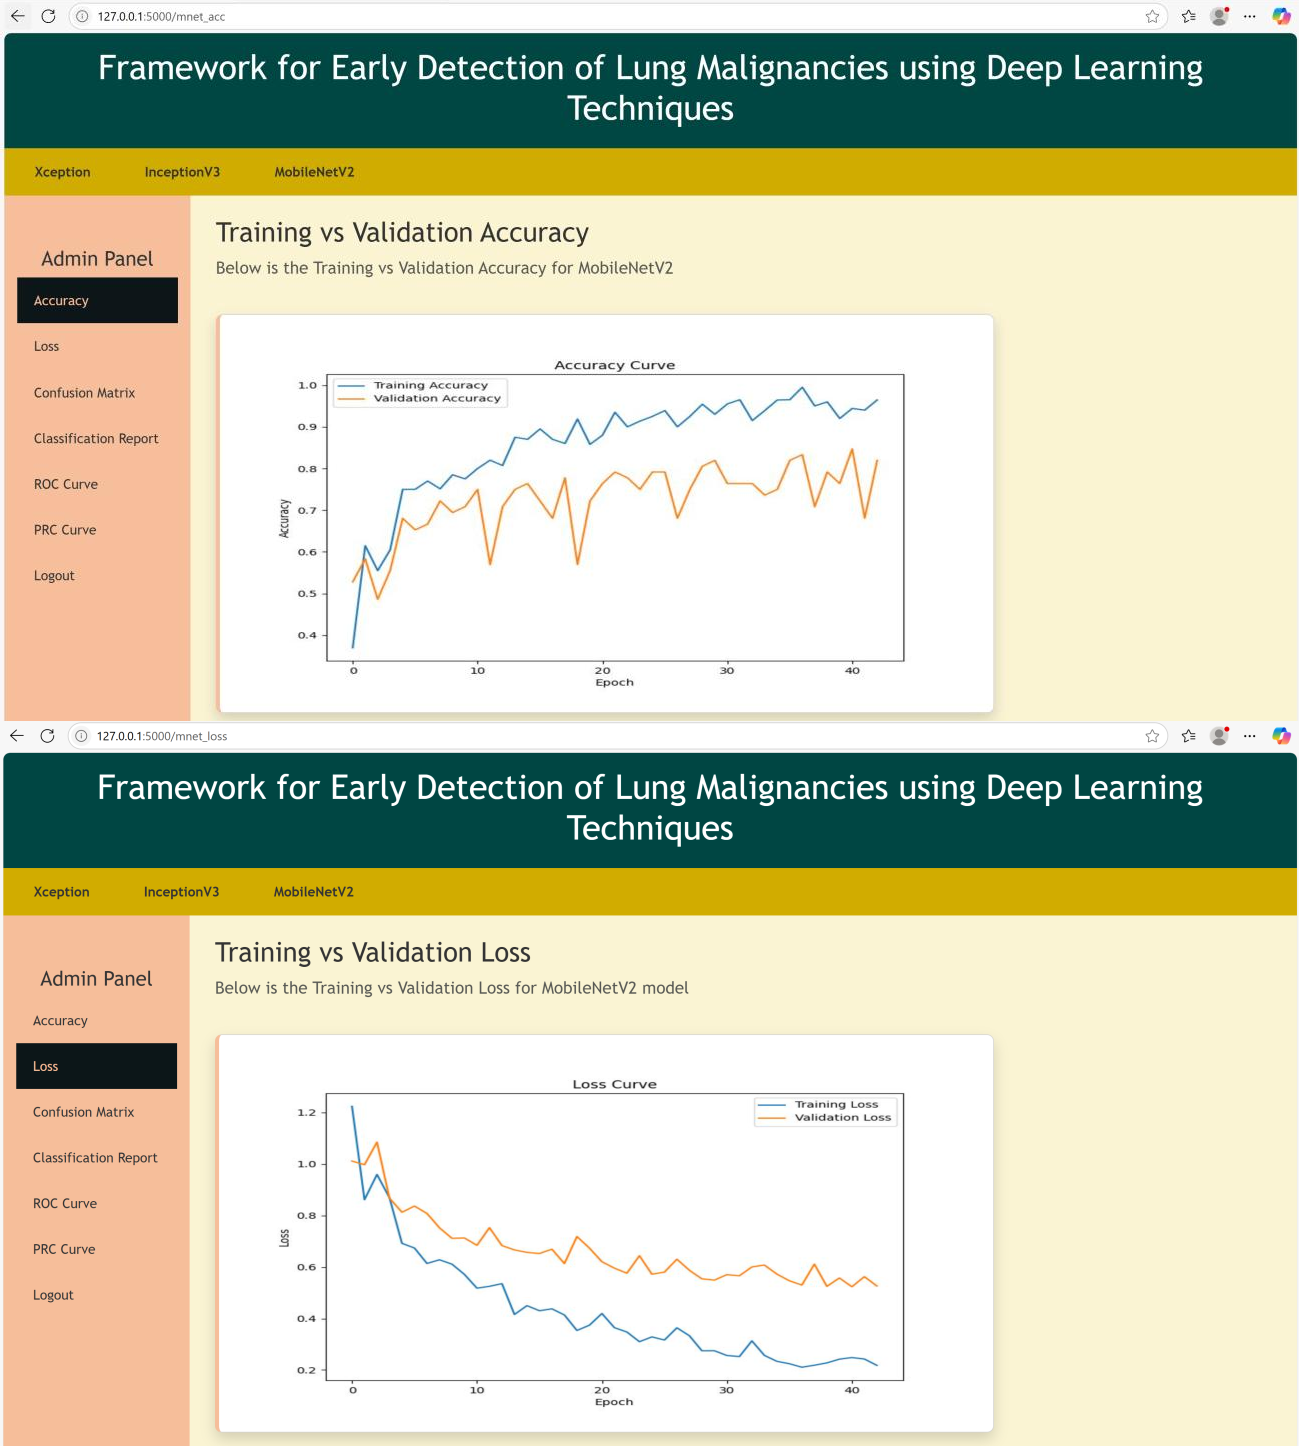 127.0.0.1:5000/mnet_acc
Framework for Early Detection of Lung Malignancies using Deep Learning
Techniques
Xception InceptionV3 MobileNetV2
Admin Panel
Accuracy
Loss
Confusion Matrix
Classification Report
ROC Curve
PRC Curve
Logout
Training vs Validation Accuracy
Below is the Training vs Validation Accuracy for MobileNetV2
Accuracy Curve
Training Accuracy
Validation Accuracy
1.0
0.9
0.8
0.7
0.6
0.5
0.4
Accuracy
0 10 20 30 40
Epoch
127.0.0.1:5000/mnet_loss
Framework for Early Detection of Lung Malignancies using Deep Learning
Techniques
Xception InceptionV3 MobileNetV2
Admin Panel
Accuracy
Loss
Confusion Matrix
Classification Report
ROC Curve
PRC Curve
Logout
Training vs Validation Loss
Below is the Training vs Validation Loss for MobileNetV2 model
Loss Curve
Training Loss
Validation Loss
1.2
1.0
0.8
0.6
0.4
0.2
Loss
0 10 20 30 40
Epoch